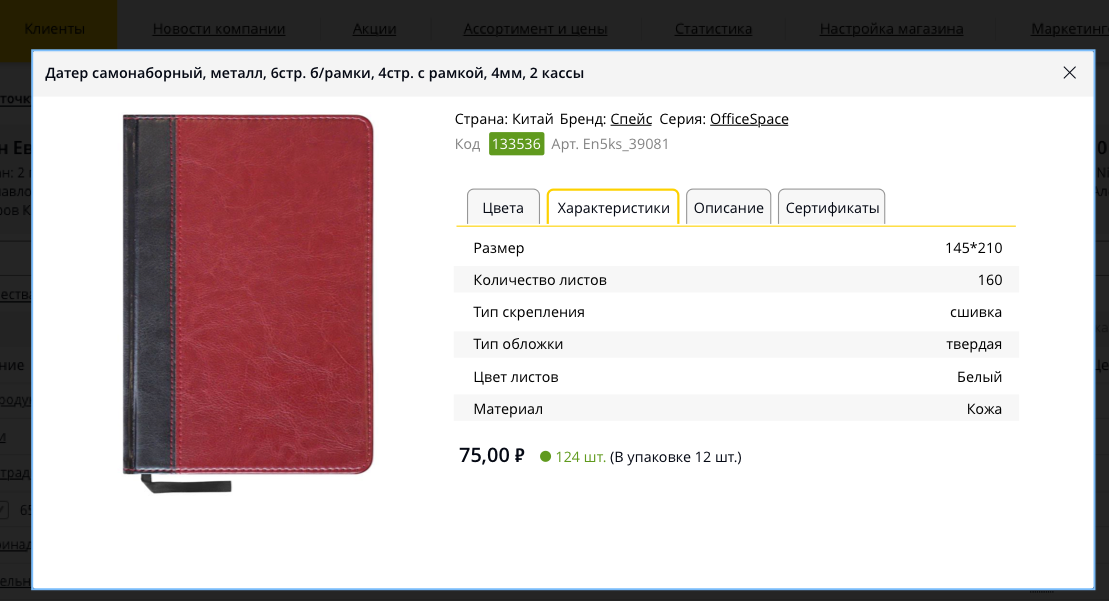 Клиенты Новости компании Акции Ассортимент и цены Статистика Настройка магазина Маркетинг
Датер самонаборный, металл, 6стр. б/рамки, 4стр. с рамкой, 4мм, 2 кассы
Страна: Китай Бренд: Спейс Серия: OfficeSpace
Код 133536 Арт. En5ks_39081
Цвета Характеристики Описание Сертификаты
Размер 145*210
Количество листов 160
Тип скрепления сшивка
Тип обложки твердая
Цвет листов Белый
Материал Кожа
75,00 ₽ 124 шт. (В упаковке 12 шт.)